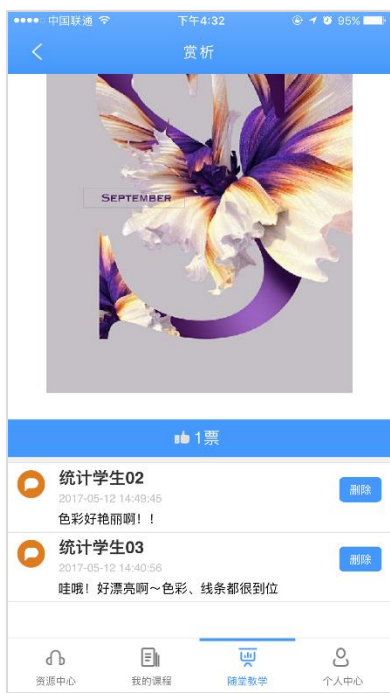 中国联通 下午4:32 95%
赏析
SEPTEMBER
1票
统计学生02
2017-05-12 14:49:45
删除
色彩好艳丽啊！！
统计学生03
2017-05-12 14:40:56
删除
哇哦！好漂亮啊～色彩、线条都很到位
资源中心 我的课程 随堂教学 个人中心